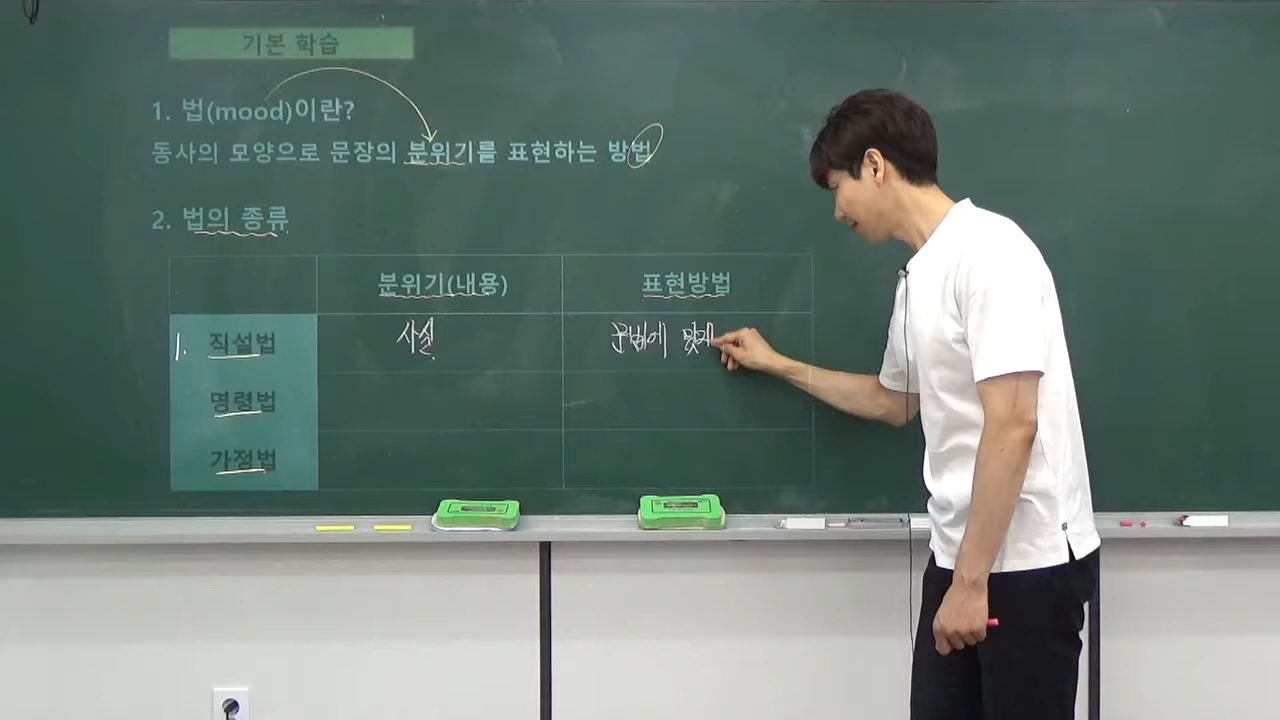 기본 학습
1. 법(mood)이란?
동사의 모양으로 문장의 분위기를 표현하는 방법
2. 법의 종류
분위기(내용) 표현방법
1. 직설법 사실 문법에 맞게
명령법
가정법